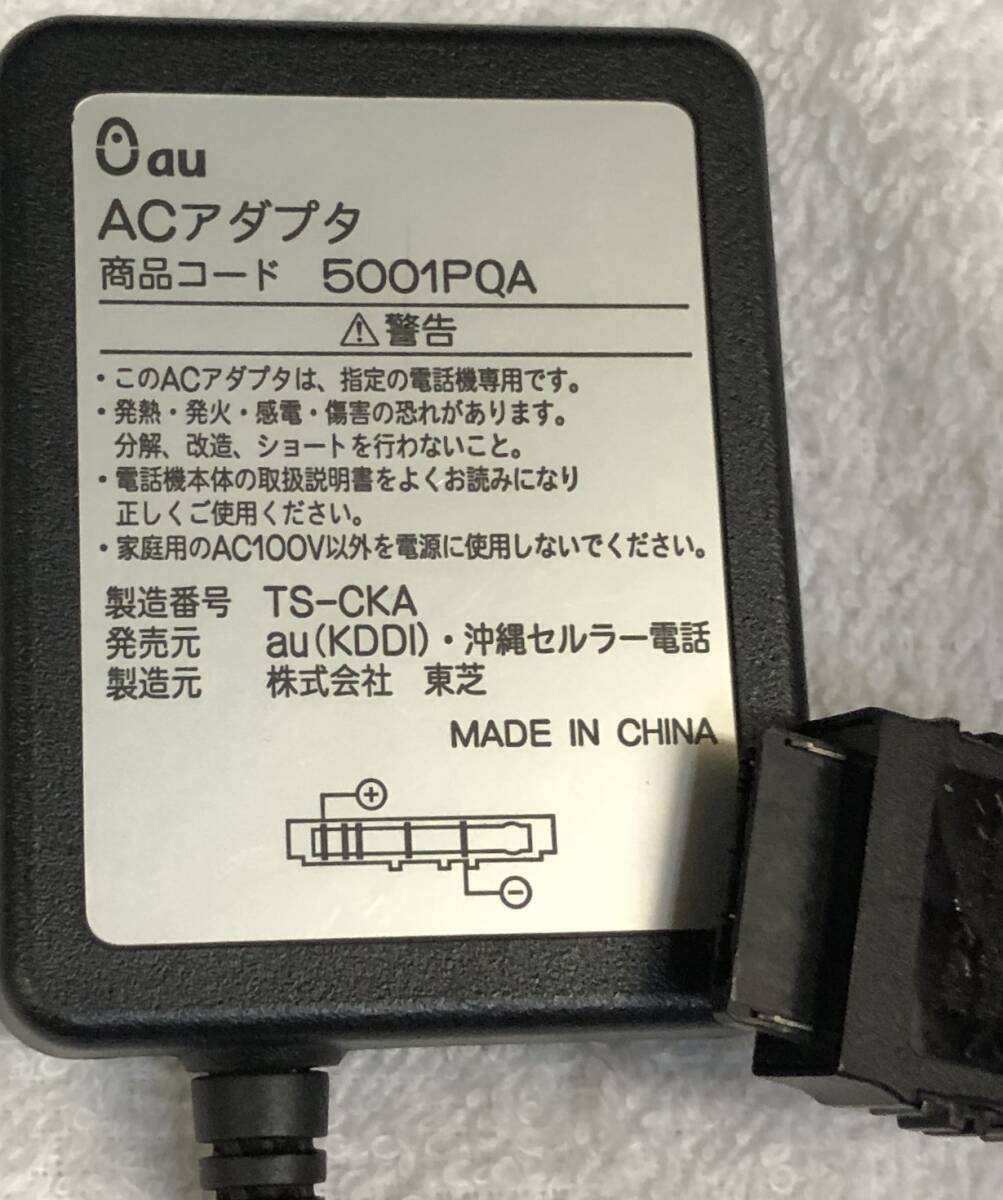 au
ACアダプタ
商品コード 5001PQA
⚠警告
・このACアダプタは、指定の電話機専用です。
・発熱・発火・感電・傷害の恐れがあります。
分解、改造、ショートを行わないこと。
・電話機本体の取扱説明書をよくお読みになり
正しくご使用ください。
・家庭用のAC100V以外を電源に使用しないでください。
製造番号 TS-CKA
発売元 au(KDDI)・沖縄セルラー電話
製造元 株式会社 東芝
MADE IN CHINA
+
-